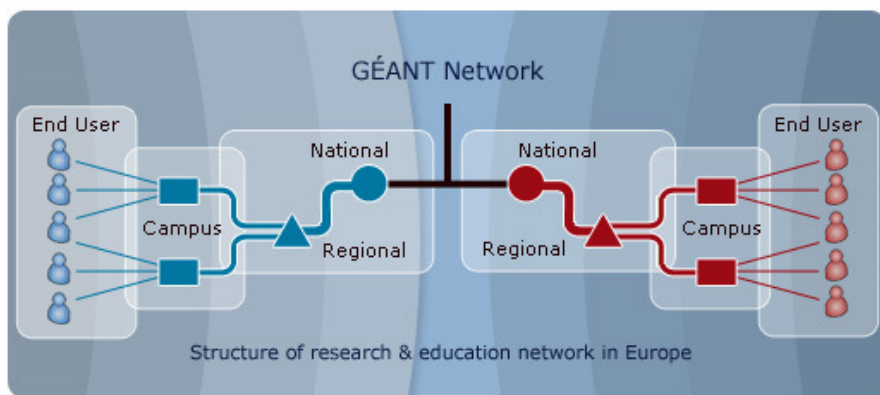 GÉANT Network
End User
National
Campus
Regional
National
Regional
Campus
End User
Structure of research & education network in Europe